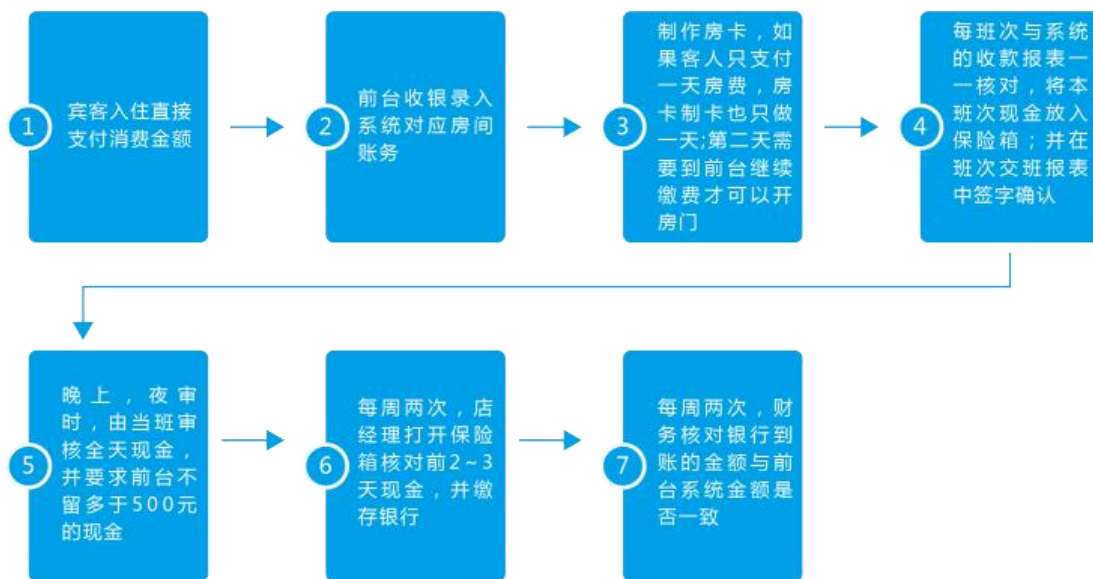 1
宾客入住直接
支付消费金额
2
前台收银录入
系统对应房间
账务
3
制作房卡，如
果客人只支付
一天房费，房
卡制卡也只做
一天;第二天需
要到前台继续
缴费才可以开
房门
4
每班次与系统
的收款报表一
一核对，将本
班次现金放入
保险箱；并在
班次交班报表
中签字确认
5
晚上，夜审
时，由当班审
核全天现金，
并要求前台不
留多于500元
的现金
6
每周两次，店
经理打开保险
箱核对前2~3
天现金，并缴
存银行
7
每周两次，财
务核对银行到
账的金额与前
台系统金额是
否一致